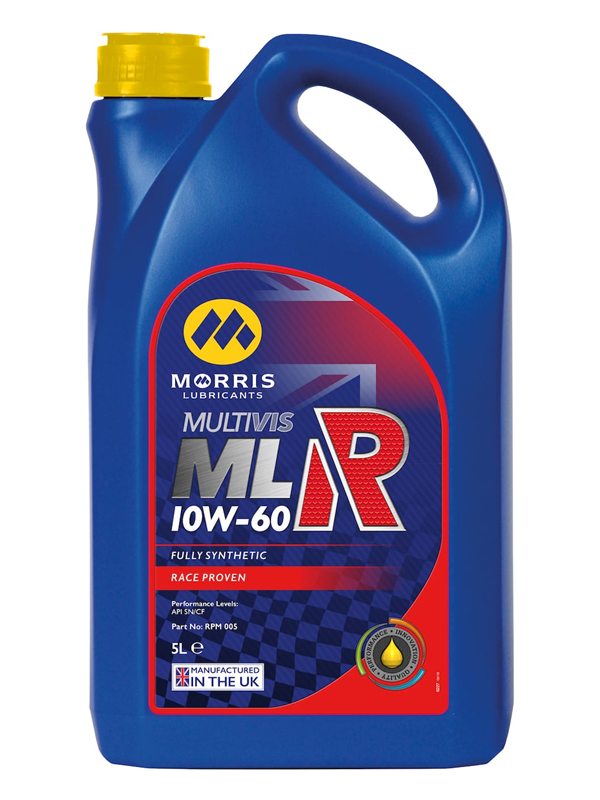 MORRIS
LUBRICANTS
MULTIVIS
ML R
10W-60
FULLY SYNTHETIC
RACE PROVEN
Performance Levels:
API SN/CF
Part No: RPM 005
5L e
MANUFACTURED
IN THE UK
PERFORMANCE • INNOVATION • QUALITY •